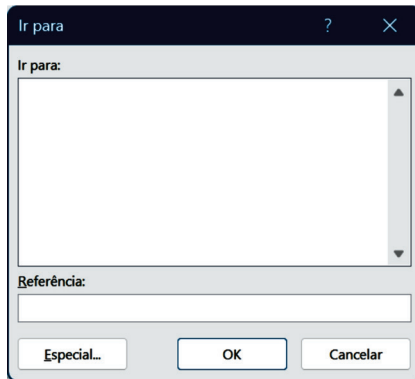 Ir para
Ir para:
Referência:
Especial...
OK
Cancelar